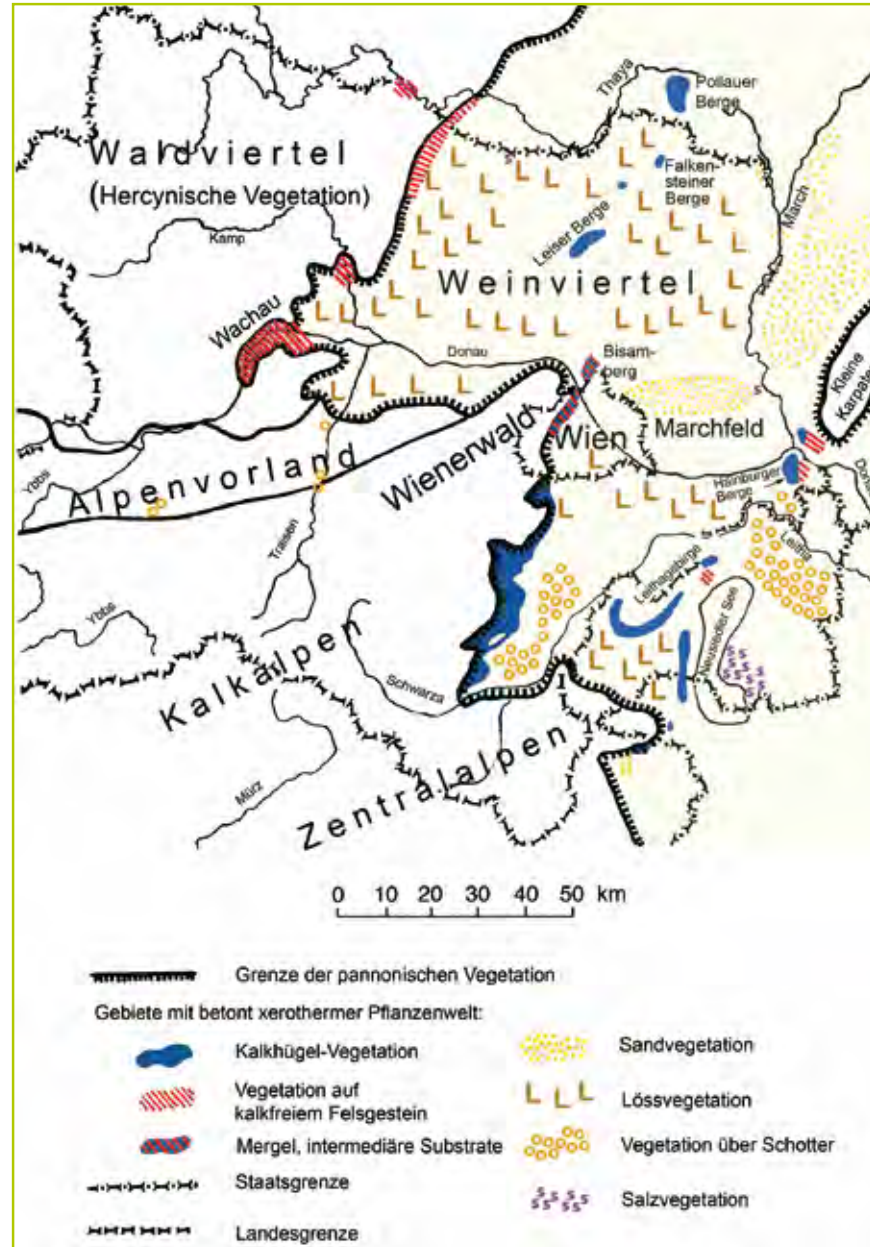 Thaya
Pollauer
Berge
Waldviertel
(Hercynische Vegetation)
Falken-
steiner
Berge
March
Kamp
Leiser Berge
Weinviertel
Wachau
Donau
Bisam-
berg
Kleine
Karpaten
Wien
Marchfeld
Wienerwald
Alpenvorland
Ybbs
Hainburger
Berge
Traisen
Leitha
Leithagebirge
Neusiedler See
Ybbs
Kalkalpen
Schwarza
Mürz
Zentralalpen
0 10 20 30 40 50 km
Grenze der pannonischen Vegetation
Gebiete mit betont xerothermer Pflanzenwelt:
Kalkhügel-Vegetation
Sandvegetation
Vegetation auf
kalkfreiem Felsgestein
Lössvegetation
Mergel, intermediäre Substrate
Vegetation über Schotter
Staatsgrenze
Salzvegetation
Landesgrenze